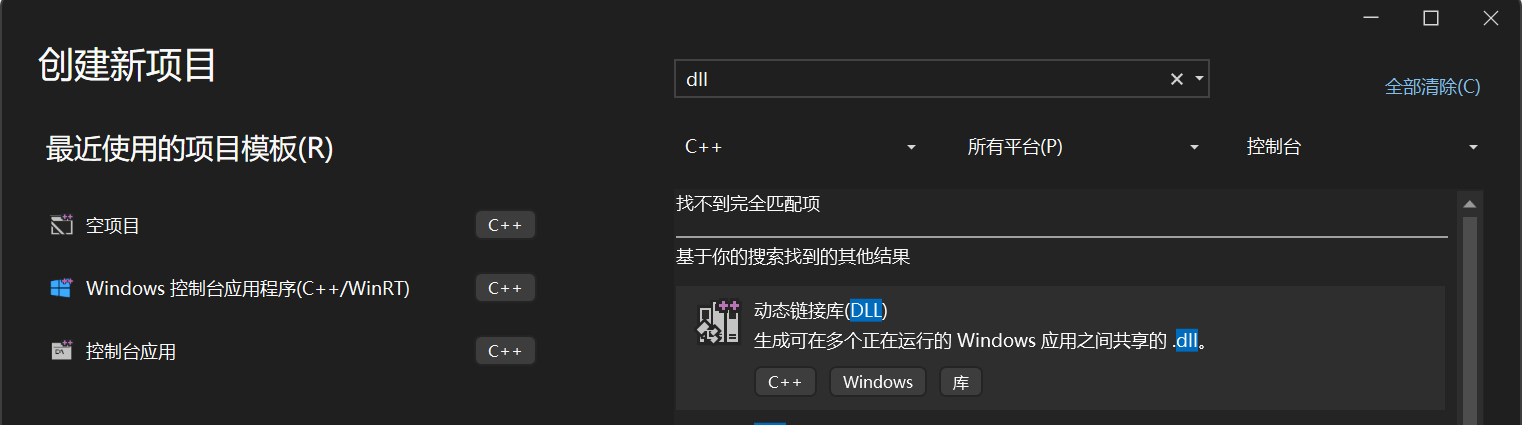 创建新项目
最近使用的项目模板(R)
空项目
C++
Windows 控制台应用程序(C++/WinRT)
C++
控制台应用
C++
dll
全部清除(C)
C++
所有平台(P)
控制台
找不到完全匹配项
基于你的搜索找到的其他结果
动态链接库(DLL)
生成可在多个正在运行的 Windows 应用之间共享的 .dll。
C++ Windows 库